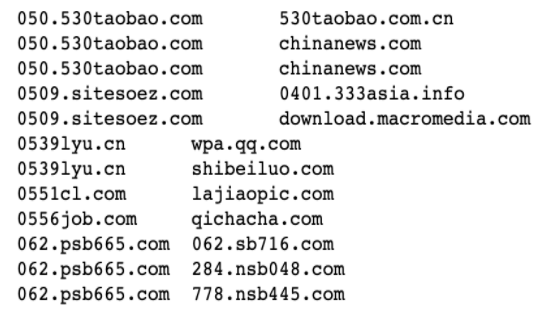 050.530taobao.com 530taobao.com.cn
050.530taobao.com chinanews.com
050.530taobao.com chinanews.com
0509.sitesoez.com 0401.333asia.info
0509.sitesoez.com download.macromedia.com
0539lyu.cn wpa.qq.com
0539lyu.cn shibeiluo.com
0551cl.com lajiaopic.com
0556job.com qichacha.com
062.psb665.com 062.sb716.com
062.psb665.com 284.nsb048.com
062.psb665.com 778.nsb445.com